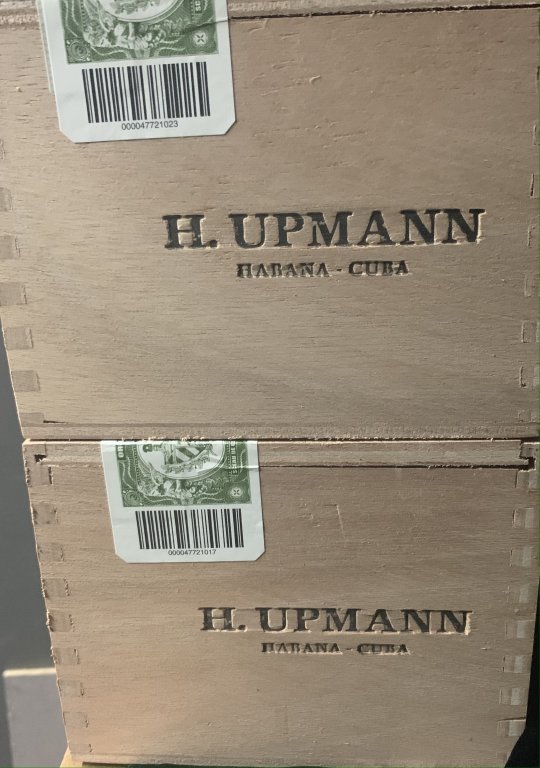 000047721023
H. UPMANN
HABANA - CUBA
000047721017
H. UPMANN
HABANA - CUBA